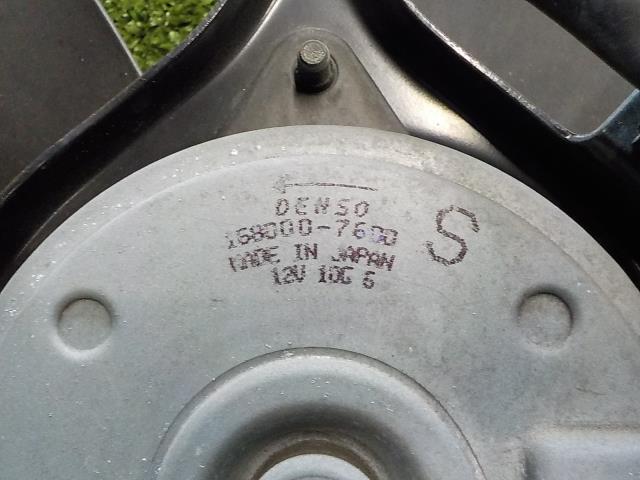 DENSO
168000-7600
MADE IN JAPAN
12V 10G 6
S